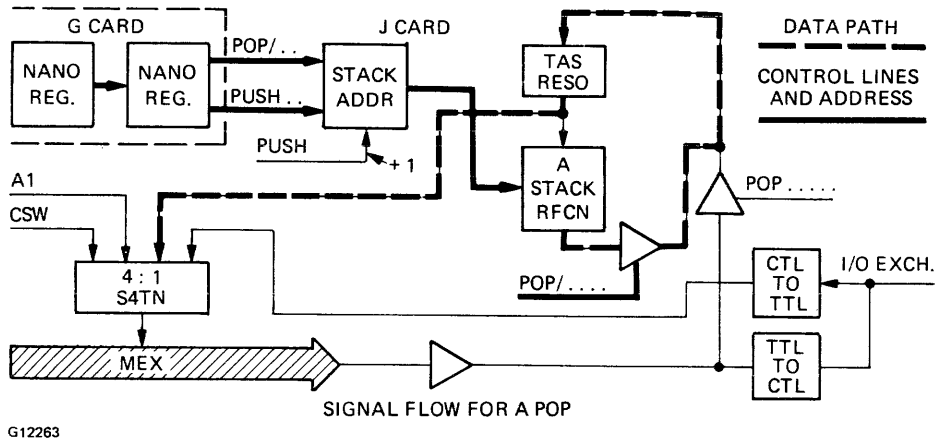 G CARD
J CARD
DATA PATH
CONTROL LINES
AND ADDRESS
NANO
REG.
NANO
REG.
POP/ . .
PUSH . .
STACK
ADDR
PUSH
+ 1
TAS
RESO
A
STACK
RFCN
POP . . . . .
POP/ . . . .
A1
CSW
4 : 1
S4TN
CTL
TO
TTL
I/O EXCH.
TTL
TO
CTL
MEX
SIGNAL FLOW FOR A POP
G12263